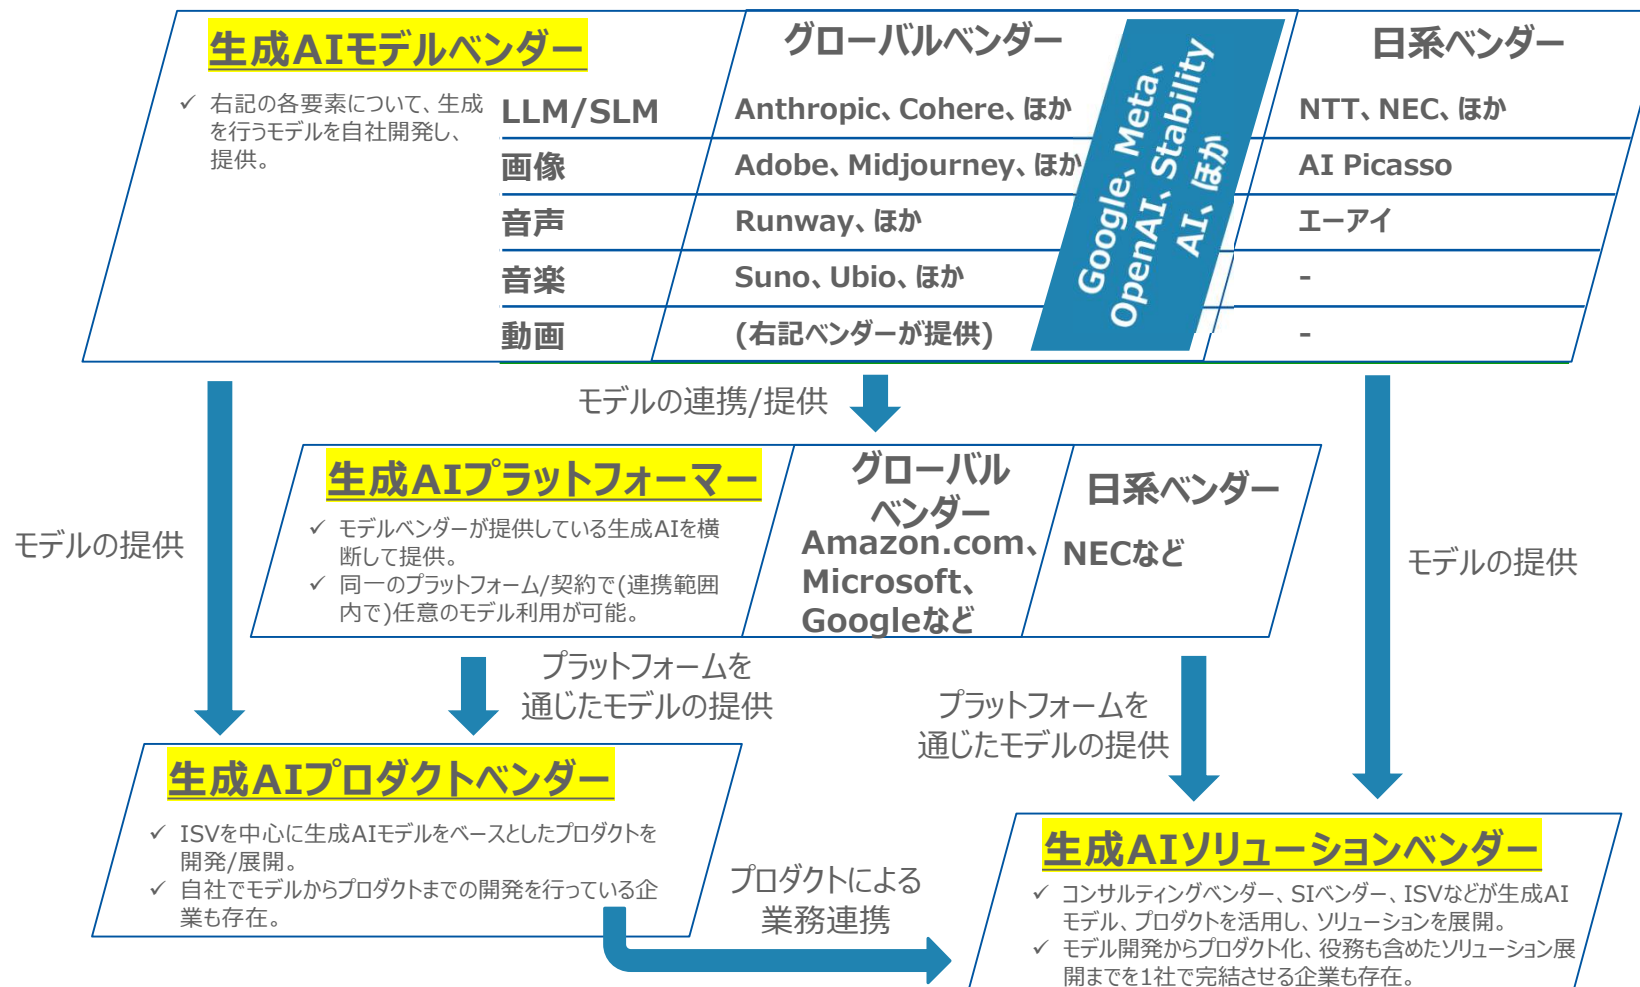 生成AIモデルベンダー
✓ 右記の各要素について、生成
を行うモデルを自社開発し、
提供。
グローバルベンダー
日系ベンダー
LLM/SLM
Anthropic、Cohere、ほか
NTT、NEC、ほか
画像
Adobe、Midjourney、ほか
AI Picasso
音声
Runway、ほか
エーアイ
音楽
Suno、Ubio、ほか
-
動画
(右記ベンダーが提供)
-
Google、Meta、
OpenAI、Stability
AI、ほか
モデルの連携/提供
モデルの提供
生成AIプラットフォーマー
✓ モデルベンダーが提供している生成AIを横
断して提供。
✓ 同一のプラットフォーム/契約で(連携範囲
内で)任意のモデル利用が可能。
グローバル
ベンダー
Amazon.com、
Microsoft、
Googleなど
日系ベンダー
NECなど
モデルの提供
プラットフォームを
通じたモデルの提供
プラットフォームを
通じたモデルの提供
生成AIプロダクトベンダー
✓ ISVを中心に生成AIモデルをベースとしたプロダクトを
開発/展開。
✓ 自社でモデルからプロダクトまでの開発を行っている企
業も存在。
プロダクトによる
業務連携
生成AIソリューションベンダー
✓ コンサルティングベンダー、SIベンダー、ISVなどが生成AI
モデル、プロダクトを活用し、ソリューションを展開。
✓ モデル開発からプロダクト化、役務も含めたソリューション展
開までを1社で完結させる企業も存在。